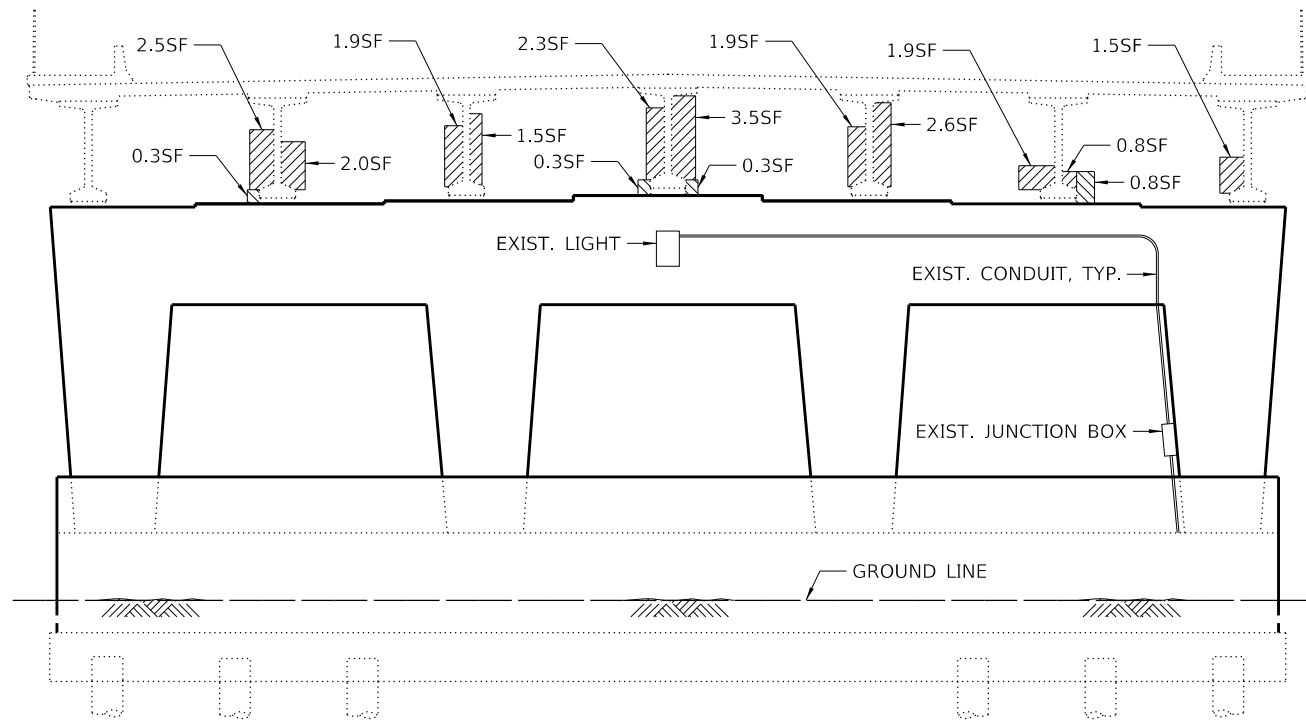 2.5SF
1.9SF
2.3SF
1.9SF
1.9SF
1.5SF
0.3SF
2.0SF
1.5SF
0.3SF
3.5SF
0.3SF
2.6SF
0.8SF
0.8SF
EXIST. LIGHT
EXIST. CONDUIT, TYP.
EXIST. JUNCTION BOX
GROUND LINE